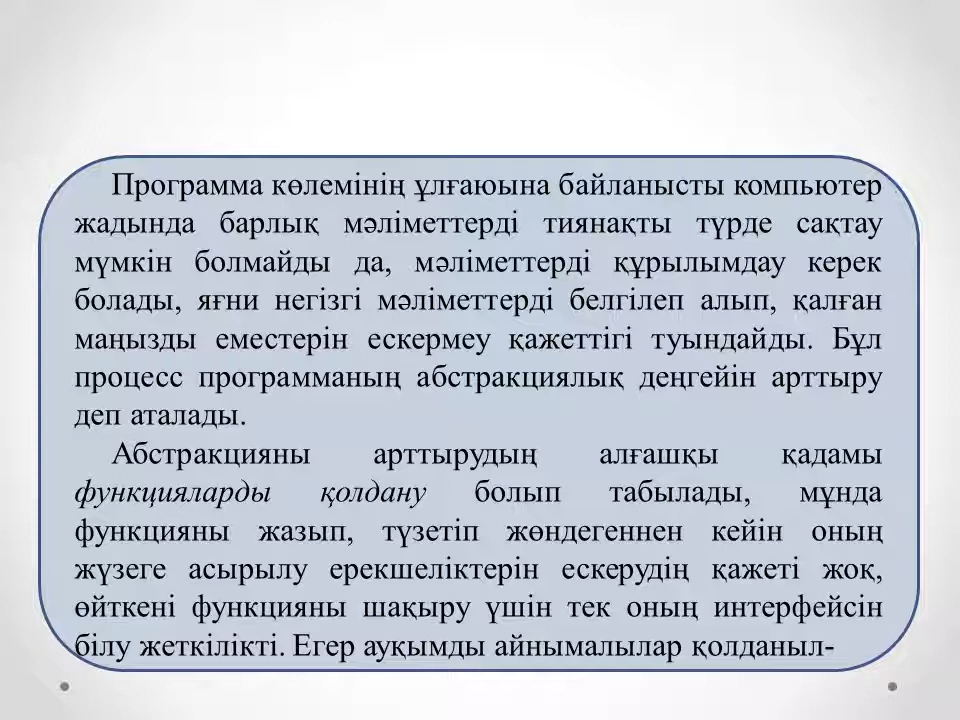 Программа көлемінің ұлғаюына байланысты компьютер
жадында барлық мәліметтерді тиянақты түрде сақтау
мүмкін болмайды да, мәліметтерді құрылымдау керек
болады, яғни негізгі мәліметтерді белгілеп алып, қалған
маңызды еместерін ескермеу қажеттігі туындайды. Бұл
процесс программаның абстракциялық деңгейін арттыру
деп аталады.
Абстракцияны арттырудың алғашқы қадамы
функцияларды қолдану болып табылады, мұнда
функцияны жазып, түзетіп жөндегеннен кейін оның
жүзеге асырылу ерекшеліктерін ескерудің қажеті жоқ,
өйткені функцияны шақыру үшін тек оның интерфейсін
білу жеткілікті. Егер ауқымды айнымалылар қолданыл-